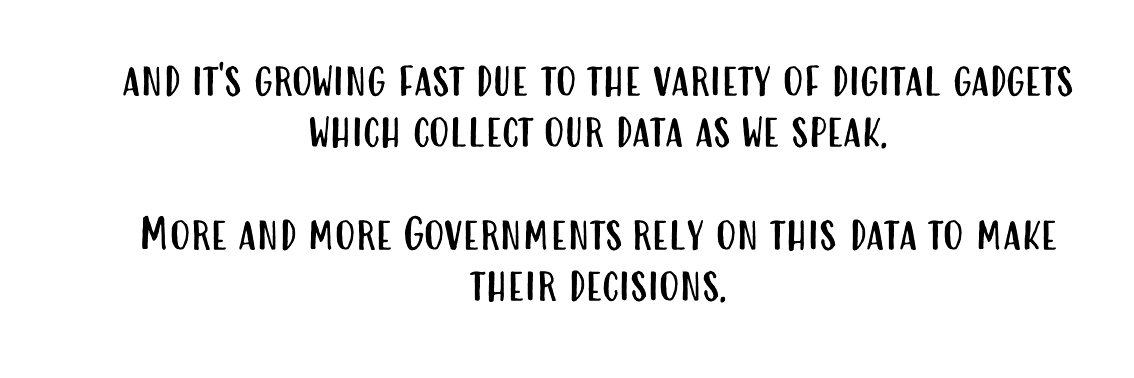 AND IT'S GROWING FAST DUE TO THE VARIETY OF DIGITAL GADGETS
WHICH COLLECT OUR DATA AS WE SPEAK.
MORE AND MORE GOVERNMENTS RELY ON THIS DATA TO MAKE
THEIR DECISIONS.